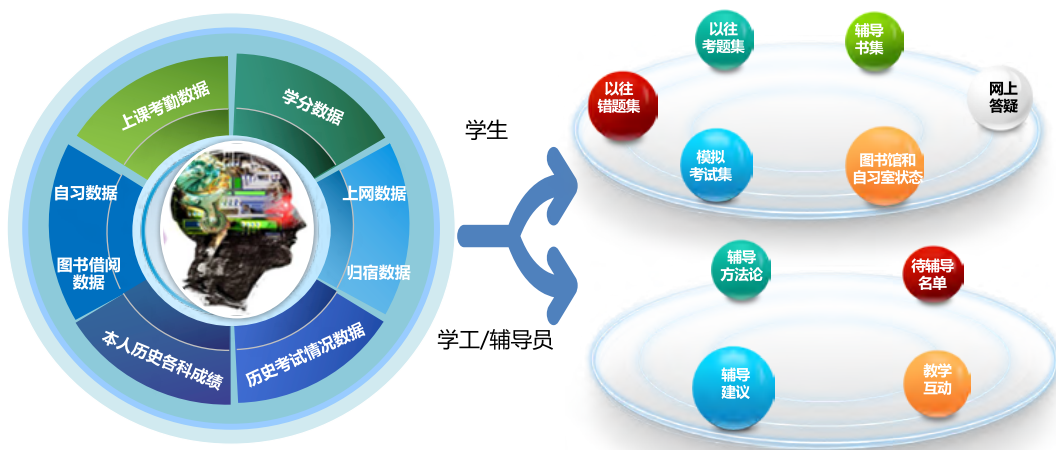 上课考勤数据
学分数据
自习数据
上网数据
图书借阅
数据
归宿数据
本人历史各科成绩
历史考试情况数据
学生
学工/辅导员
以往
考题集
辅导
书集
以往
错题集
网上
答疑
模拟
考试集
图书馆和
自习室状态
辅导
方法论
待辅导
名单
辅导
建议
教学
互动